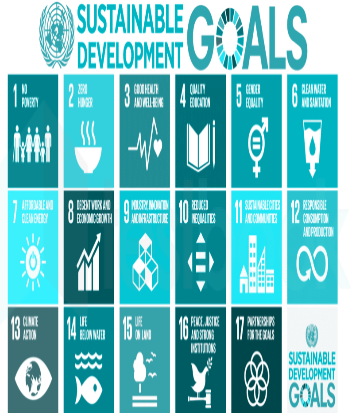 SUSTAINABLE
DEVELOPMENT
GOALS
1 NO
POVERTY
2 ZERO
HUNGER
3 GOOD HEALTH
AND WELL-BEING
4 QUALITY
EDUCATION
5 GENDER
EQUALITY
6 CLEAN WATER
AND SANITATION
7 AFFORDABLE AND
CLEAN ENERGY
8 DECENT WORK AND
ECONOMIC GROWTH
9 INDUSTRY, INNOVATION
AND INFRASTRUCTURE
10 REDUCED
INEQUALITIES
11 SUSTAINABLE CITIES
AND COMMUNITIES
12 RESPONSIBLE
CONSUMPTION
AND PRODUCTION
13 CLIMATE
ACTION
14 LIFE
BELOW WATER
15 LIFE
ON LAND
16 PEACE, JUSTICE
AND STRONG
INSTITUTIONS
17 PARTNERSHIPS
FOR THE GOALS
SUSTAINABLE
DEVELOPMENT
GOALS